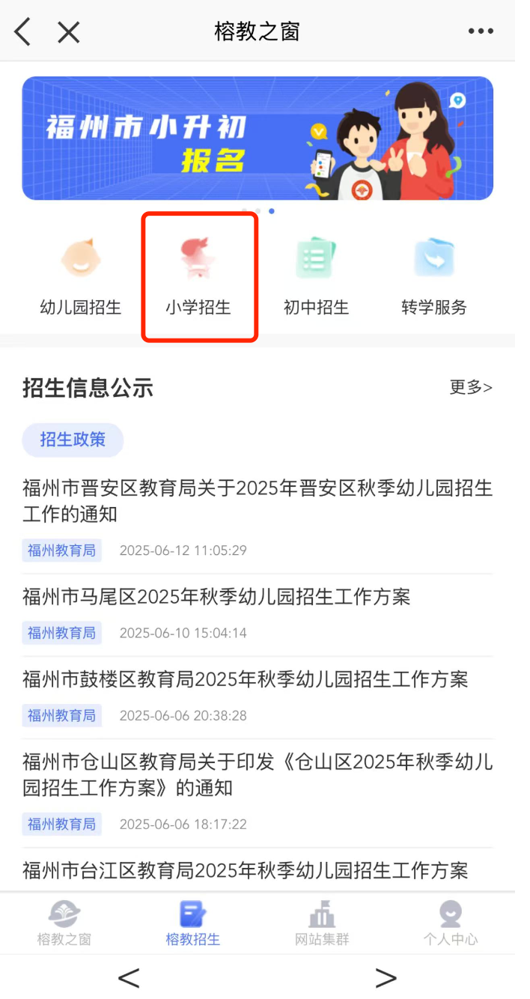 榕教之窗
福州市小升初
报名
幼儿园招生 小学招生 初中招生 转学服务
招生信息公示 更多>
招生政策
福州市晋安区教育局关于2025年晋安区秋季幼儿园招生
工作的通知
福州教育局 2025-06-12 11:05:29
福州市马尾区2025年秋季幼儿园招生工作方案
福州教育局 2025-06-10 15:04:14
福州市鼓楼区教育局2025年秋季幼儿园招生工作方案
福州教育局 2025-06-06 20:38:28
福州市仓山区教育局关于印发《仓山区2025年秋季幼儿
园招生工作方案》的通知
福州教育局 2025-06-06 18:17:22
福州市台江区教育局2025年秋季幼儿园招生工作方案
榕教之窗 榕教招生 网站集群 个人中心